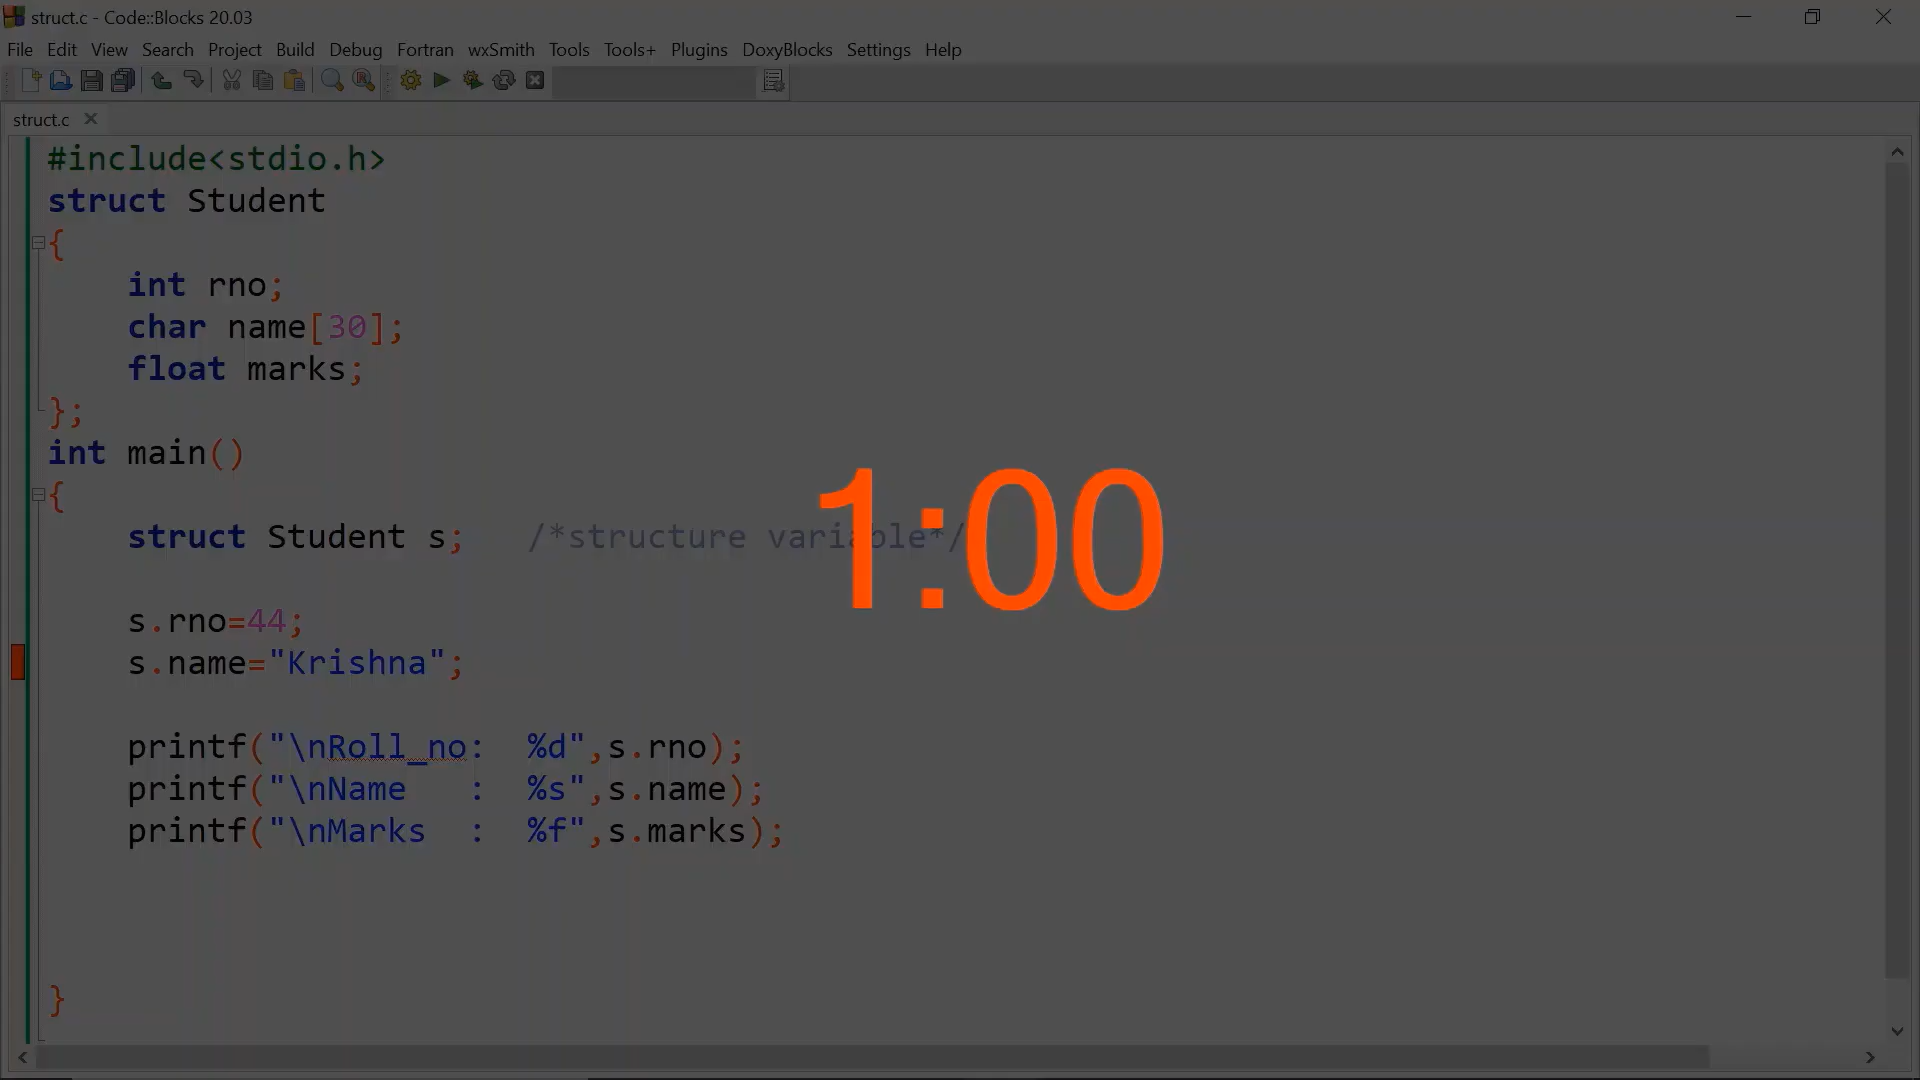 struct.c - Code::Blocks 20.03
File Edit View Search Project Build Debug Fortran wxSmith Tools Tools+ Plugins DoxyBlocks Settings Help
struct.c
#include<stdio.h>
struct Student
{
int rno;
char name[30];
float marks;
};
int main()
{
struct Student s; /*structure variable*/
1:00
s.rno=44;
s.name="Krishna";
printf("\nRoll_no: %d",s.rno);
printf("\nName : %s",s.name);
printf("\nMarks : %f",s.marks);
}